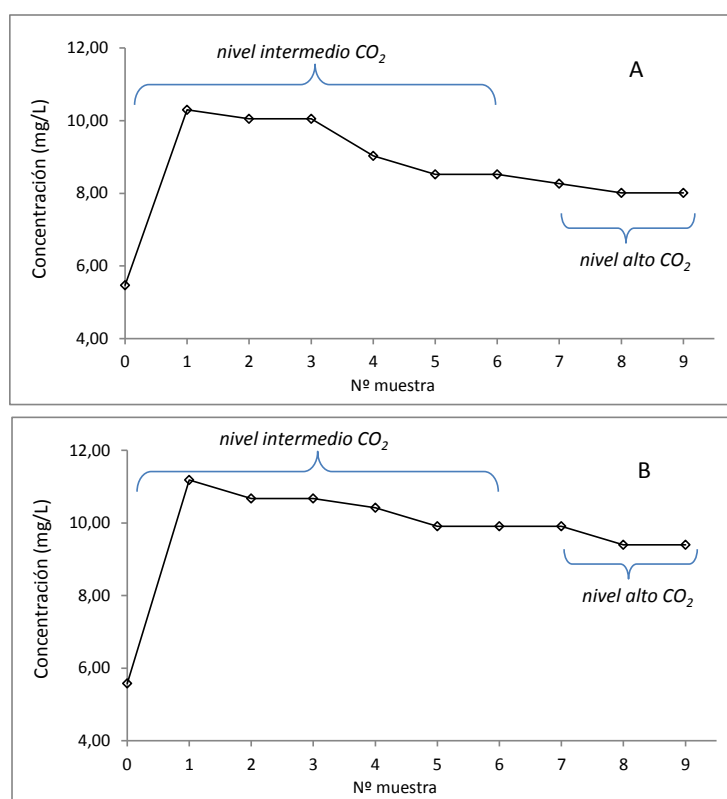 12,00
nivel intermedio CO2
A
10,00
8,00
nivel alto CO2
6,00
4,00
Concentración (mg/L)
0 1 2 3 4 5 6 7 8 9
Nº muestra
12,00
nivel intermedio CO2
B
10,00
8,00
nivel alto CO2
6,00
4,00
Concentración (mg/L)
0 1 2 3 4 5 6 7 8 9
Nº muestra